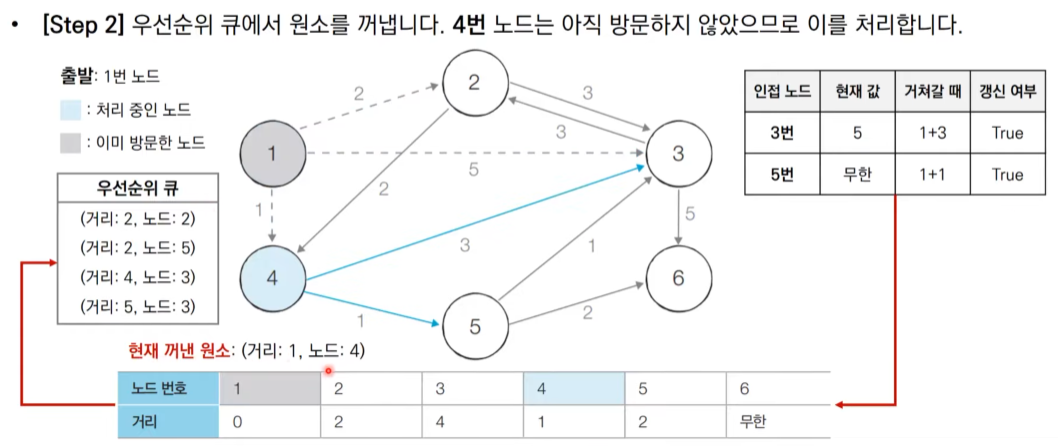 • [Step 2] 우선순위 큐에서 원소를 꺼냅니다. 4번 노드는 아직 방문하지 않았으므로 이를 처리합니다.
출발: 1번 노드
: 처리 중인 노드
: 이미 방문한 노드
우선순위 큐
(거리: 2, 노드: 2)
(거리: 2, 노드: 5)
(거리: 4, 노드: 3)
(거리: 5, 노드: 3)
1
2
3
4
5
6
2
3
3
5
1
2
3
1
1
2
5
인접 노드 현재 값 거쳐갈 때 갱신 여부
3번 5 1+3 True
5번 무한 1+1 True
현재 꺼낸 원소: (거리: 1, 노드: 4)
노드 번호 1 2 3 4 5 6
거리 0 2 4 1 2 무한